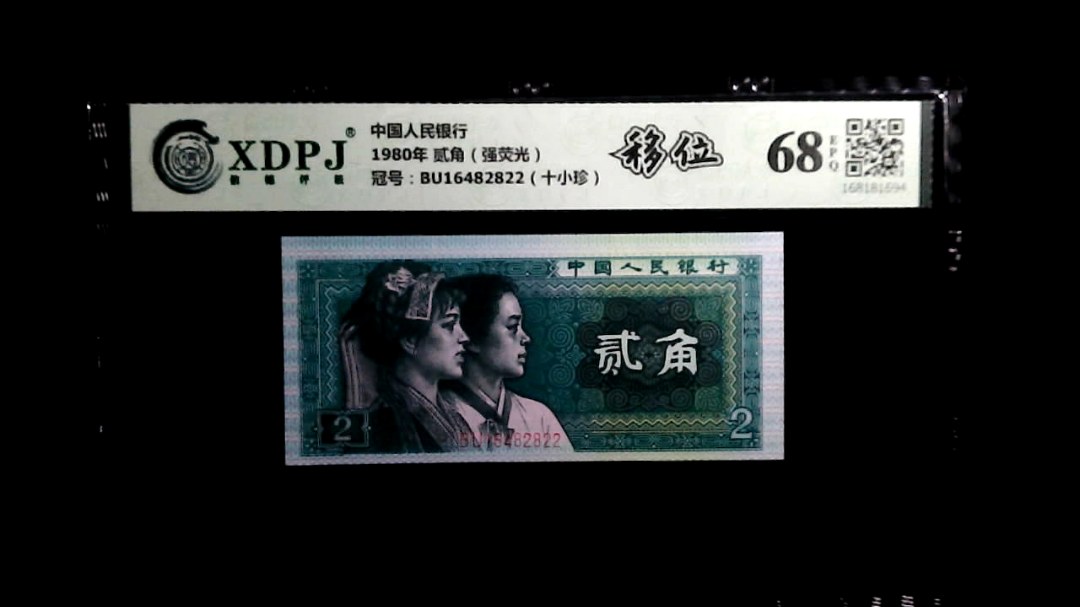 XDPJ®
中国人民银行
1980年 贰角（强荧光）
冠号：BU16482822（十小珍）
移位
68
EPQ
168181694
中国人民银行
贰角
2
2
BU16482822